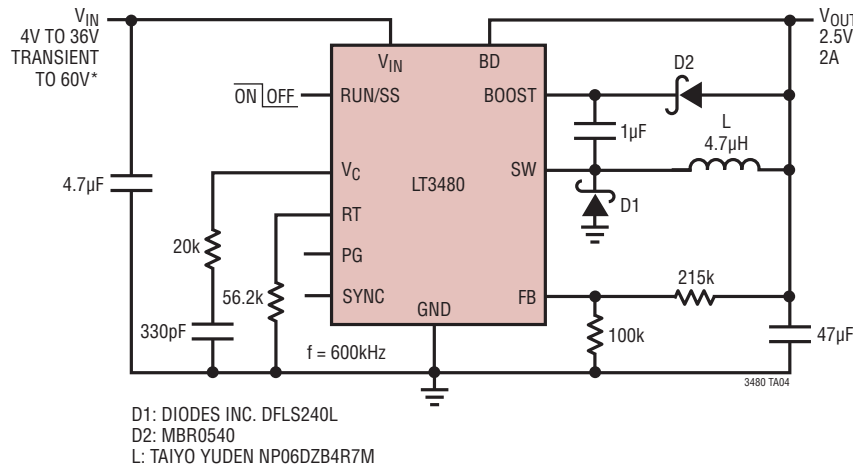 VIN
4V TO 36V
TRANSIENT
TO 60V*
VOUT
2.5V
2A
VIN
BD
D2
ON OFF
RUN/SS
BOOST
1µF
L
4.7µH
4.7µF
VC
LT3480
SW
D1
RT
20k
PG
56.2k
SYNC
FB
215k
GND
330pF
f = 600kHz
100k
47µF
3480 TA04
D1: DIODES INC. DFLS240L
D2: MBR0540
L: TAIYO YUDEN NP06DZB4R7M